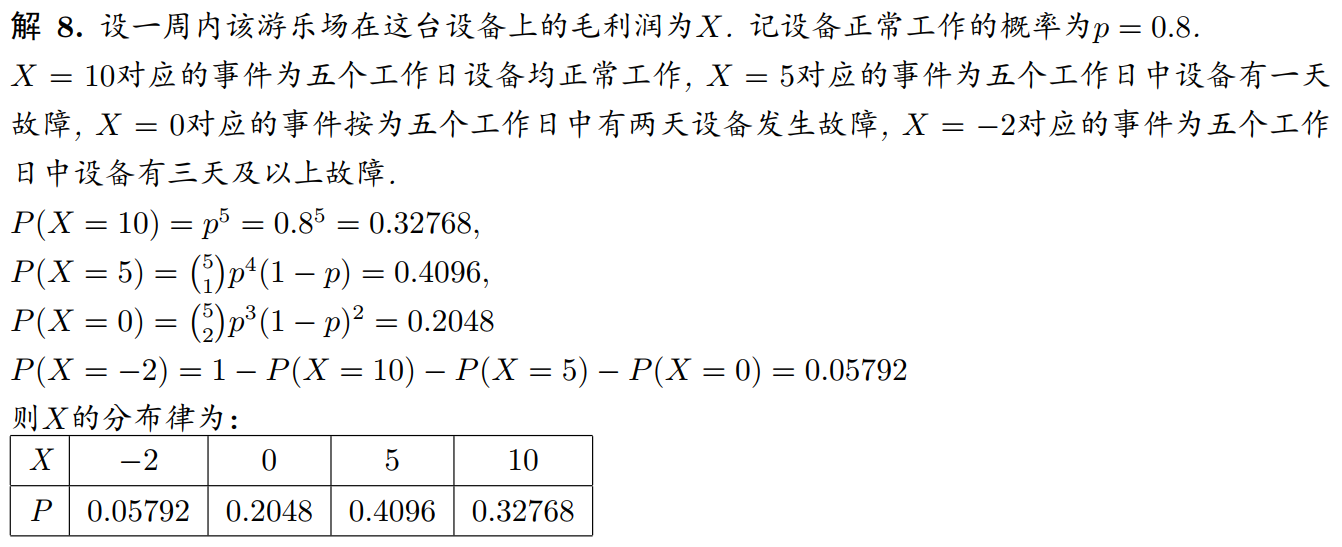 解 8. 设一周内该游乐场在这台设备上的毛利润为X. 记设备正常工作的概率为p = 0.8.
X = 10对应的事件为五个工作日设备均正常工作, X = 5对应的事件为五个工作日中设备有一天
故障, X = 0对应的事件按为五个工作日中有两天设备发生故障, X = −2对应的事件为五个工作
日中设备有三天及以上故障.
P(X = 10) = p⁵ = 0.8⁵ = 0.32768,
P(X = 5) = (5 1)p⁴(1 − p) = 0.4096,
P(X = 0) = (5 2)p³(1 − p)² = 0.2048
P(X = −2) = 1 − P(X = 10) − P(X = 5) − P(X = 0) = 0.05792
则X的分布律为:
X −2 0 5 10
P 0.05792 0.2048 0.4096 0.32768